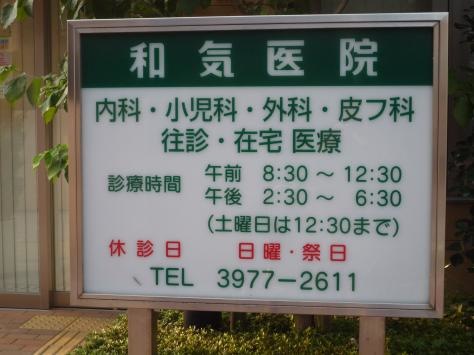 和気医院
内科・小児科・外科・皮フ科
往診・在宅 医療
診療時間 午前 8:30 〜 12:30
午後 2:30 〜 6:30
(土曜日は12:30まで)
休診日 日曜・祭日
TEL 3977-2611